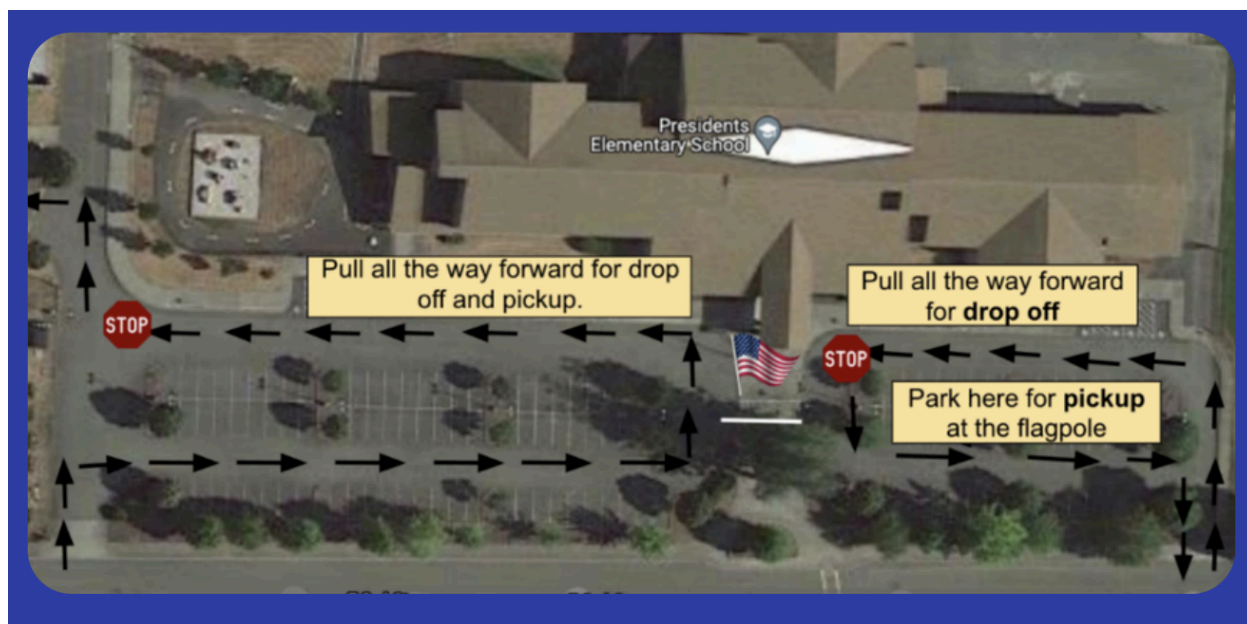 Presidents
Elementary School
Pull all the way forward for drop
off and pickup.
Pull all the way forward
for drop off
STOP
STOP
Park here for pickup
at the flagpole